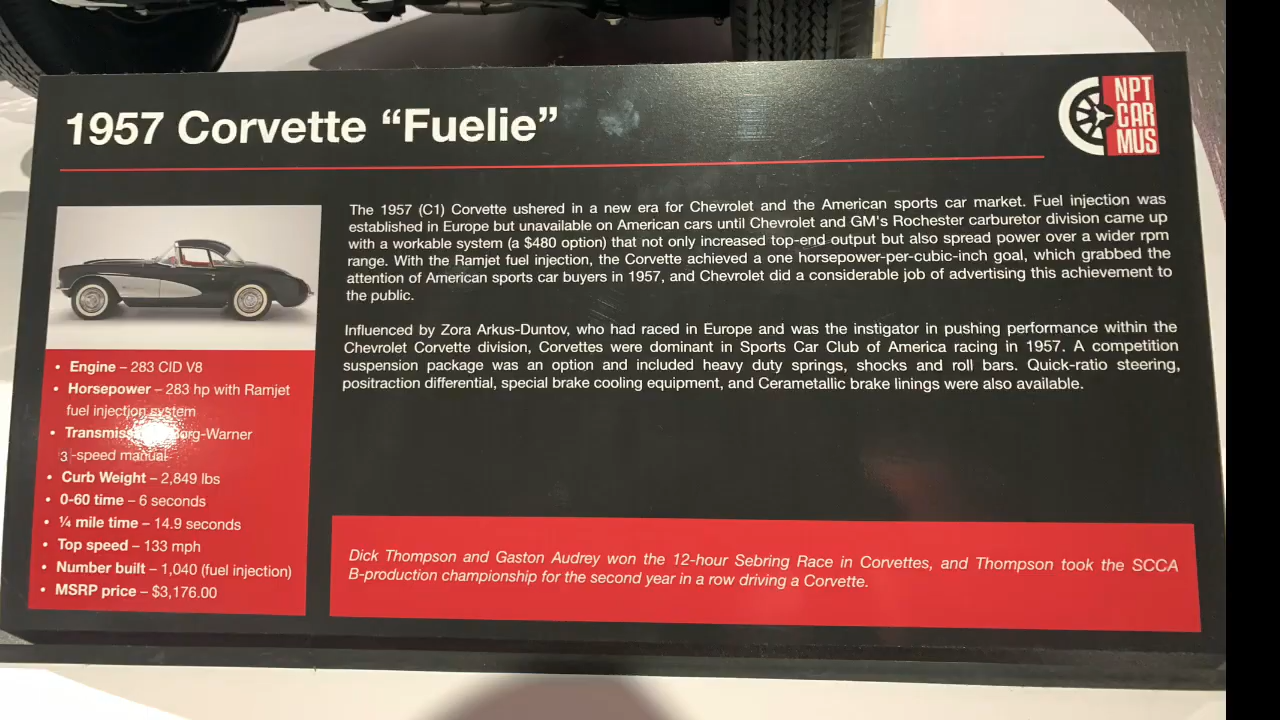 1957 Corvette “Fuelie”
NPT
CAR
MUS
The 1957 (C1) Corvette ushered in a new era for Chevrolet and the American sports car market. Fuel injection was
established in Europe but unavailable on American cars until Chevrolet and GM's Rochester carburetor division came up
with a workable system (a $480 option) that not only increased top-end output but also spread power over a wider rpm
range. With the Ramjet fuel injection, the Corvette achieved a one horsepower-per-cubic-inch goal, which grabbed the
attention of American sports car buyers in 1957, and Chevrolet did a considerable job of advertising this achievement to
the public.
Influenced by Zora Arkus-Duntov, who had raced in Europe and was the instigator in pushing performance within the
Chevrolet Corvette division, Corvettes were dominant in Sports Car Club of America racing in 1957. A competition
suspension package was an option and included heavy duty springs, shocks and roll bars. Quick-ratio steering,
positraction differential, special brake cooling equipment, and Cerametallic brake linings were also available.
• Engine – 283 CID V8
• Horsepower – 283 hp with Ramjet
fuel injection system
• Transmission – Borg-Warner
3-speed manual
• Curb Weight – 2,849 lbs
• 0-60 time – 6 seconds
• ¼ mile time – 14.9 seconds
• Top speed – 133 mph
• Number built – 1,040 (fuel injection)
• MSRP price – $3,176.00
Dick Thompson and Gaston Audrey won the 12-hour Sebring Race in Corvettes, and Thompson took the SCCA
B-production championship for the second year in a row driving a Corvette.